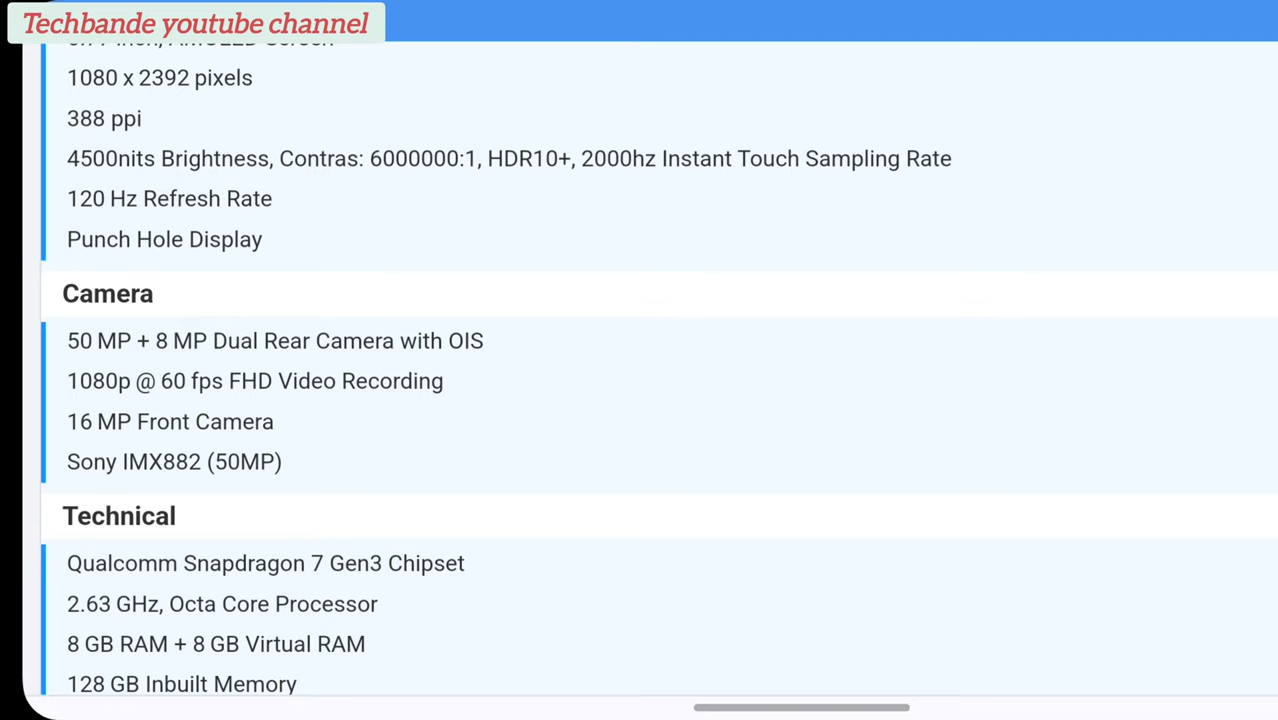 Techbande youtube channel
1080 x 2392 pixels
388 ppi
4500nits Brightness, Contras: 6000000:1, HDR10+, 2000hz Instant Touch Sampling Rate
120 Hz Refresh Rate
Punch Hole Display
Camera
50 MP + 8 MP Dual Rear Camera with OIS
1080p @ 60 fps FHD Video Recording
16 MP Front Camera
Sony IMX882 (50MP)
Technical
Qualcomm Snapdragon 7 Gen3 Chipset
2.63 GHz, Octa Core Processor
8 GB RAM + 8 GB Virtual RAM
128 GB Inbuilt Memory